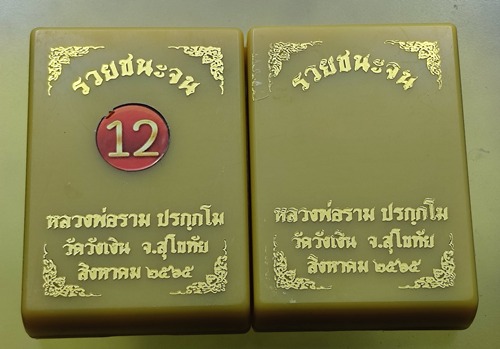 รวยชนะจน
12
หลวงพ่อราม ปรกฺกโม
วัดวังเงิน จ.สุโขทัย
สิงหาคม ๒๕๖๕
รวยชนะจน
หลวงพ่อราม ปรกฺกโม
วัดวังเงิน จ.สุโขทัย
สิงหาคม ๒๕๖๕